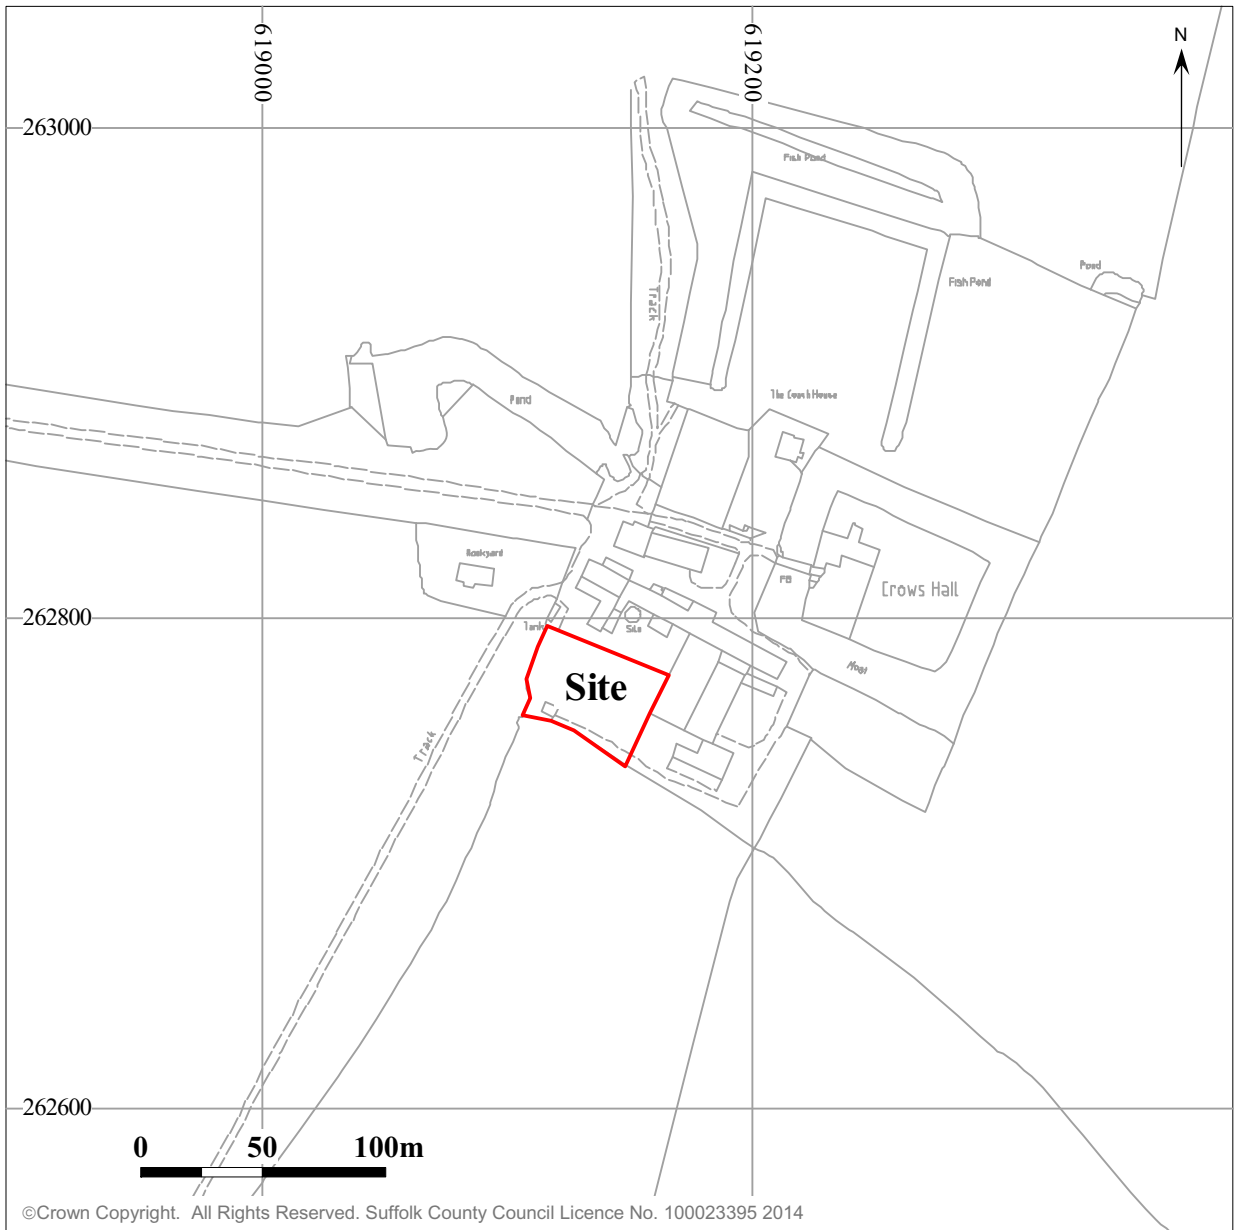 619000
619200
N
263000
Fish Pond
Pond
Fish Pond
Track
The Coach House
Pond
Rookyard
Crows Hall
FB
262800
Tank
Silo
Moat
Site
Track
262600
0 50 100m
©Crown Copyright. All Rights Reserved. Suffolk County Council Licence No. 100023395 2014